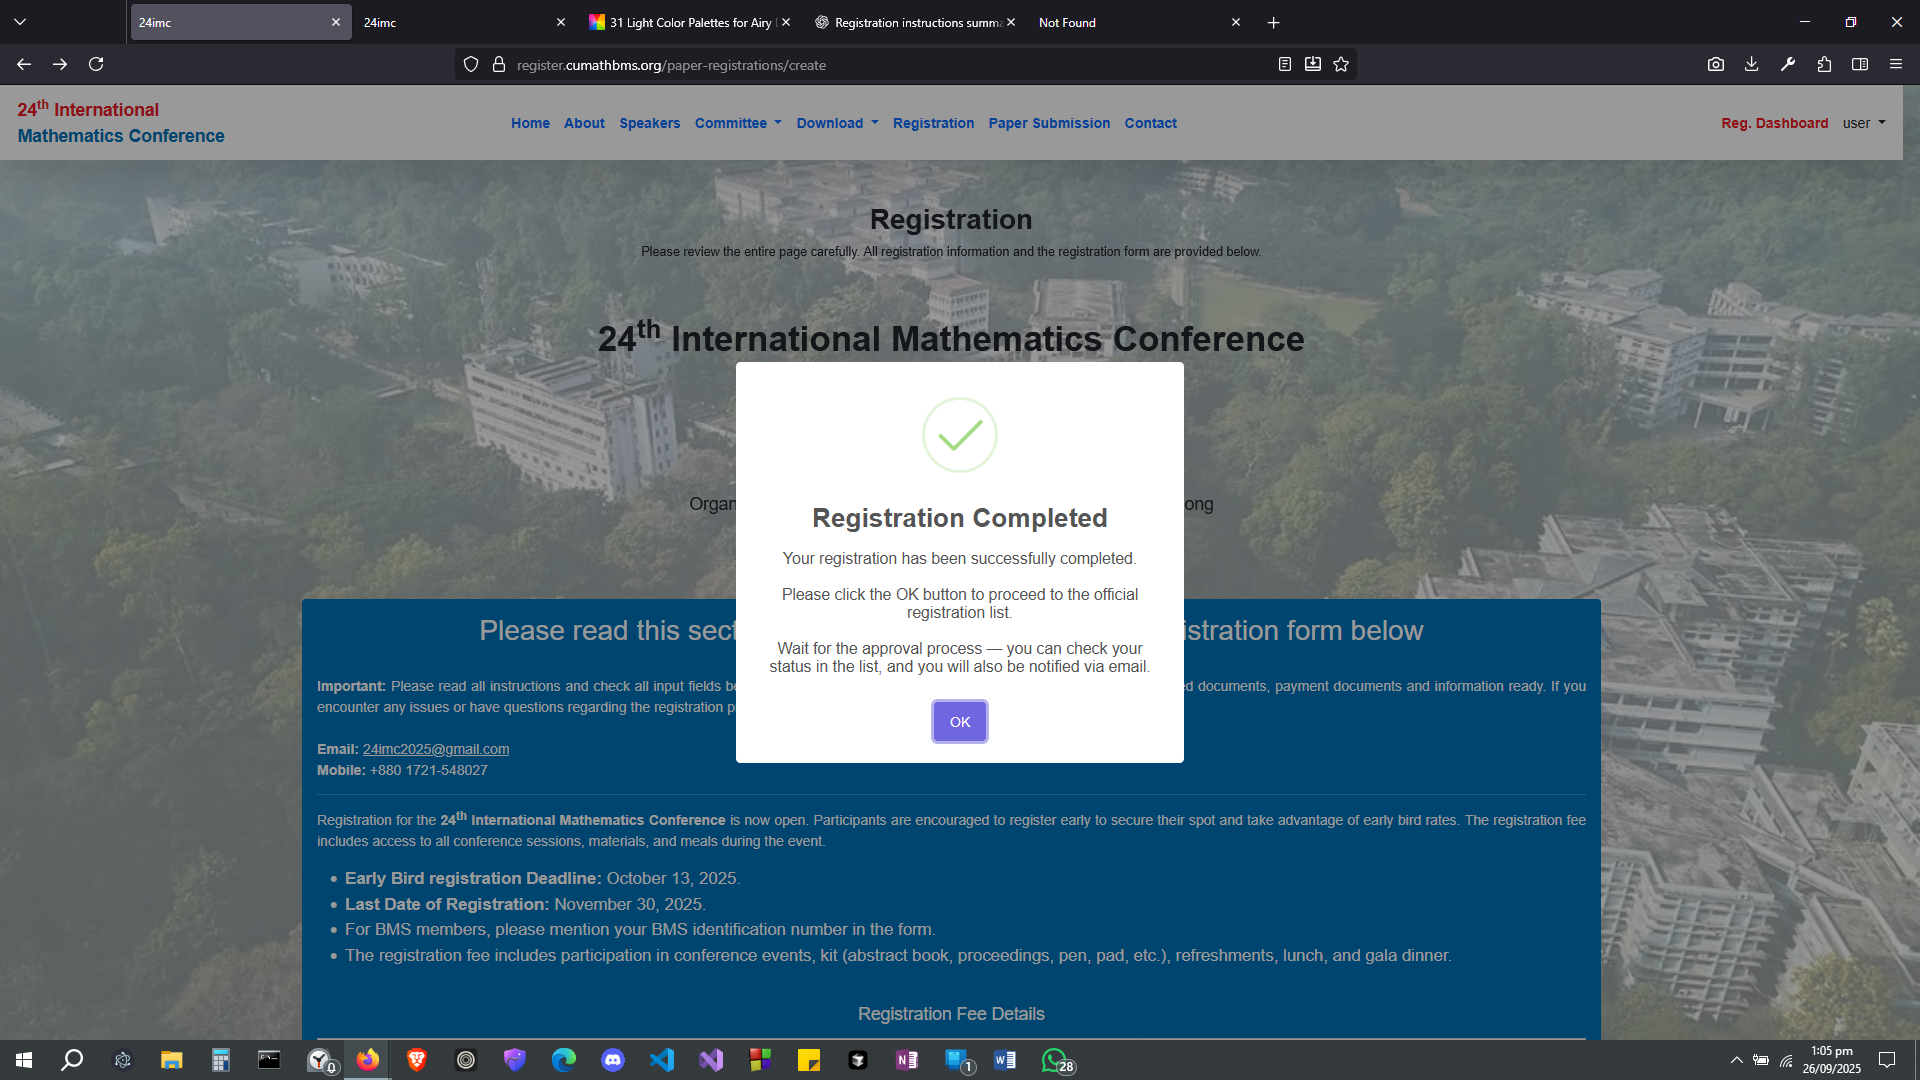 24imc
24imc
31 Light Color Palettes for Airy
Registration instructions summa
Not Found
register.cumathbms.org/paper-registrations/create
24th International
Mathematics Conference
Home
About
Speakers
Committee
Download
Registration
Paper Submission
Contact
Reg. Dashboard
user
Registration
Please review the entire page carefully. All registration information and the registration form are provided below.
24th International Mathematics Conference
Organ
ong
Registration Completed
Your registration has been successfully completed.
Please click the OK button to proceed to the official
registration list.
Wait for the approval process — you can check your
status in the list, and you will also be notified via email.
OK
Please read this sect
istration form below
Important: Please read all instructions and check all input fields be
d documents, payment documents and information ready. If you
encounter any issues or have questions regarding the registration p
Email: 24imc2025@gmail.com
Mobile: +880 1721-548027
Registration for the 24th International Mathematics Conference is now open. Participants are encouraged to register early to secure their spot and take advantage of early bird rates. The registration fee
includes access to all conference sessions, materials, and meals during the event.
• Early Bird registration Deadline: October 13, 2025.
• Last Date of Registration: November 30, 2025.
• For BMS members, please mention your BMS identification number in the form.
• The registration fee includes participation in conference events, kit (abstract book, proceedings, pen, pad, etc.), refreshments, lunch, and gala dinner.
Registration Fee Details
0
1
28
1:05 pm
26/09/2025